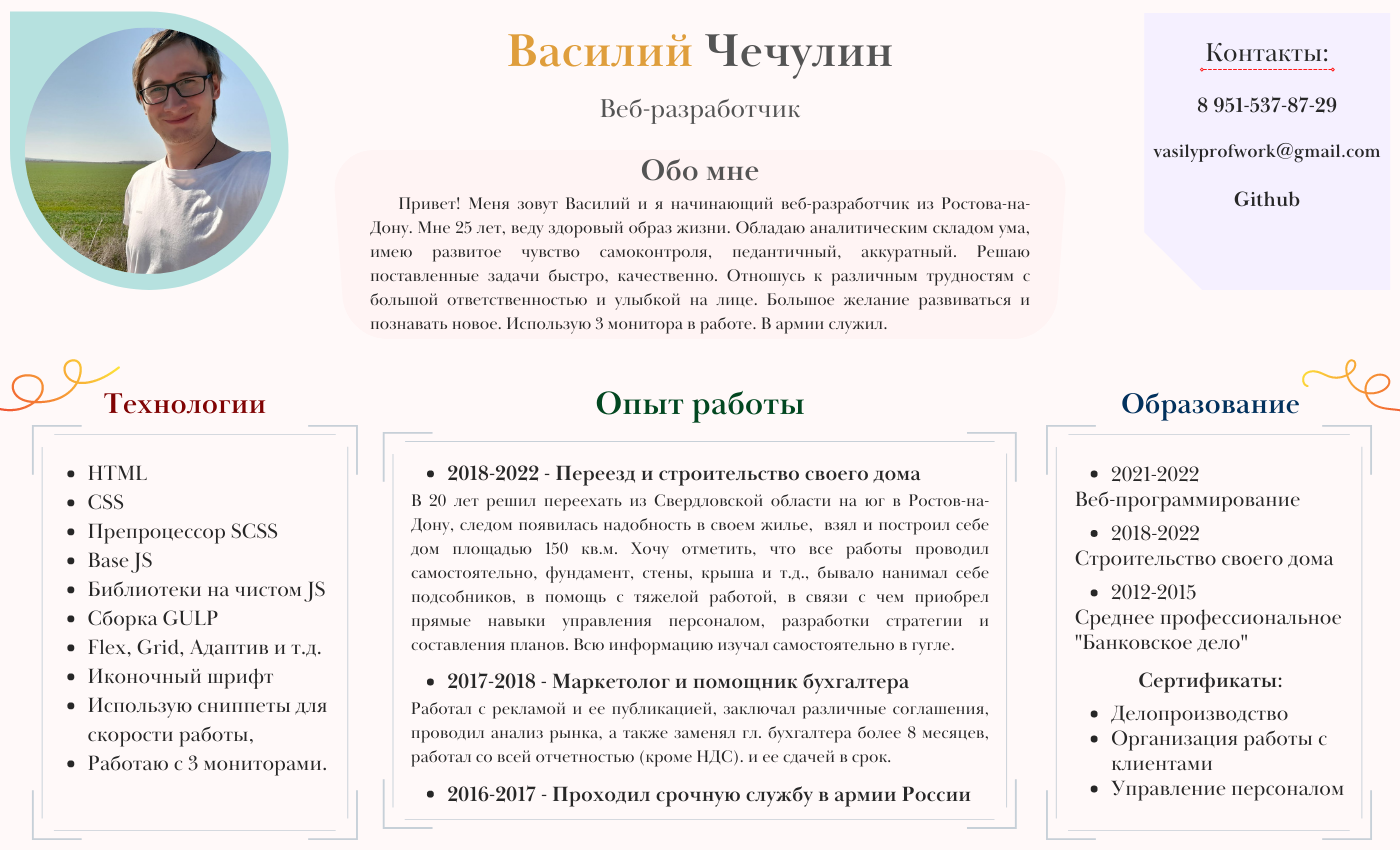 Василий Чечулин
Веб-разработчик
Обо мне
Привет! Меня зовут Василий и я начинающий веб-разработчик из Ростова-на-
Дону. Мне 25 лет, веду здоровый образ жизни. Обладаю аналитическим складом ума,
имею развитое чувство самоконтроля, педантичный, аккуратный. Решаю
поставленные задачи быстро, качественно. Отношусь к различным трудностям с
большой ответственностью и улыбкой на лице. Большое желание развиваться и
познавать новое. Использую 3 монитора в работе. В армии служил.
Контакты:
8 951-537-87-29
vasilyprofwork@gmail.com
Github
Технологии
• HTML
• CSS
• Препроцессор SCSS
• Base JS
• Библиотеки на чистом JS
• Сборка GULP
• Flex, Grid, Адаптив и т.д.
• Иконочный шрифт
• Использую сниппеты для
скорости работы,
• Работаю с 3 мониторами.
Опыт работы
• 2018-2022 - Переезд и строительство своего дома
В 20 лет решил переехать из Свердловской области на юг в Ростов-на-
Дону, следом появилась надобность в своем жилье, взял и построил себе
дом площадью 150 кв.м. Хочу отметить, что все работы проводил
самостоятельно, фундамент, стены, крыша и т.д., бывало нанимал себе
подсобников, в помощь с тяжелой работой, в связи с чем приобрел
прямые навыки управления персоналом, разработки стратегии и
составления планов. Всю информацию изучал самостоятельно в гугле.
• 2017-2018 - Маркетолог и помощник бухгалтера
Работал с рекламой и ее публикацией, заключал различные соглашения,
проводил анализ рынка, а также заменял гл. бухгалтера более 8 месяцев,
работал со всей отчетностью (кроме НДС). и ее сдачей в срок.
• 2016-2017 - Проходил срочную службу в армии России
Образование
• 2021-2022
Веб-программирование
• 2018-2022
Строительство своего дома
• 2012-2015
Среднее профессиональное
"Банковское дело"
Сертификаты:
• Делопроизводство
• Организация работы с
клиентами
• Управление персоналом